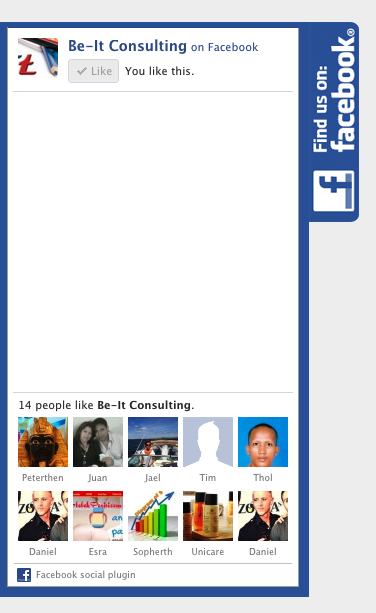 Be-It Consulting on Facebook
Like You like this.
Find us on:
facebook®
14 people like Be-It Consulting.
Peterthen Juan Jael Tim Thol
Daniel Esra Sopherth Unicare Daniel
Facebook social plugin